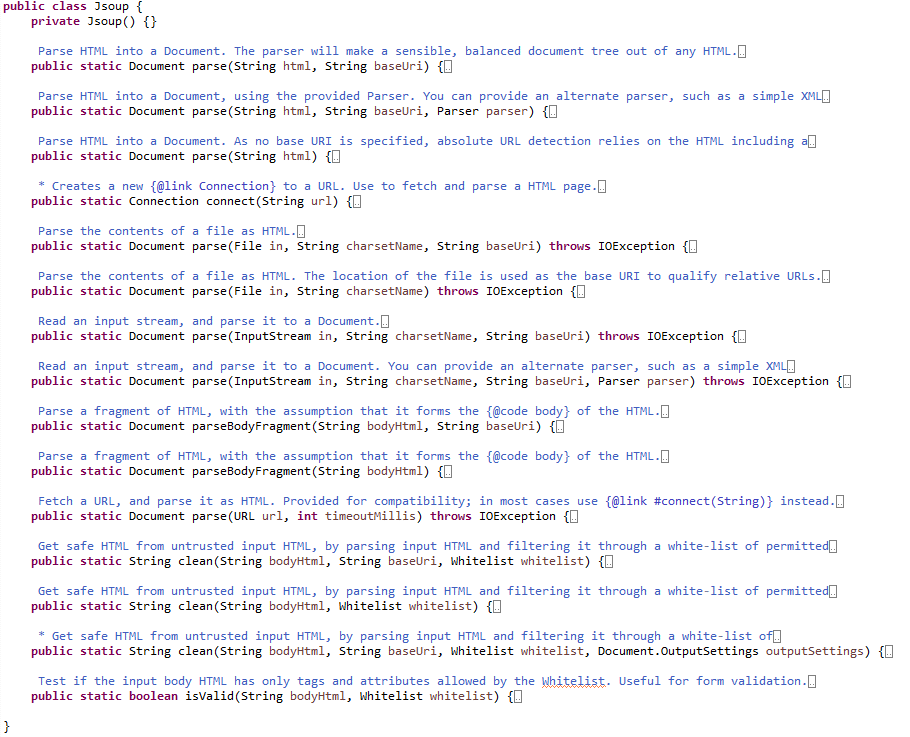 public class Jsoup {
private Jsoup() {}
Parse HTML into a Document. The parser will make a sensible, balanced document tree out of any HTML.
public static Document parse(String html, String baseUri) {
Parse HTML into a Document, using the provided Parser. You can provide an alternate parser, such as a simple XML
public static Document parse(String html, String baseUri, Parser parser) {
Parse HTML into a Document. As no base URI is specified, absolute URL detection relies on the HTML including a
public static Document parse(String html) {
* Creates a new {@link Connection} to a URL. Use to fetch and parse a HTML page.
public static Connection connect(String url) {
Parse the contents of a file as HTML.
public static Document parse(File in, String charsetName, String baseUri) throws IOException {
Parse the contents of a file as HTML. The location of the file is used as the base URI to qualify relative URLs.
public static Document parse(File in, String charsetName) throws IOException {
Read an input stream, and parse it to a Document.
public static Document parse(InputStream in, String charsetName, String baseUri) throws IOException {
Read an input stream, and parse it to a Document. You can provide an alternate parser, such as a simple XML
public static Document parse(InputStream in, String charsetName, String baseUri, Parser parser) throws IOException {
Parse a fragment of HTML, with the assumption that it forms the {@code body} of the HTML.
public static Document parseBodyFragment(String bodyHtml, String baseUri) {
Parse a fragment of HTML, with the assumption that it forms the {@code body} of the HTML.
public static Document parseBodyFragment(String bodyHtml) {
Fetch a URL, and parse it as HTML. Provided for compatibility; in most cases use {@link #connect(String)} instead.
public static Document parse(URL url, int timeoutMillis) throws IOException {
Get safe HTML from untrusted input HTML, by parsing input HTML and filtering it through a white-list of permitted
public static String clean(String bodyHtml, String baseUri, Whitelist whitelist) {
Get safe HTML from untrusted input HTML, by parsing input HTML and filtering it through a white-list of permitted
public static String clean(String bodyHtml, Whitelist whitelist) {
* Get safe HTML from untrusted input HTML, by parsing input HTML and filtering it through a white-list of
public static String clean(String bodyHtml, String baseUri, Whitelist whitelist, Document.OutputSettings outputSettings) {
Test if the input body HTML has only tags and attributes allowed by the Whitelist. Useful for form validation.
public static boolean isValid(String bodyHtml, Whitelist whitelist) {
}